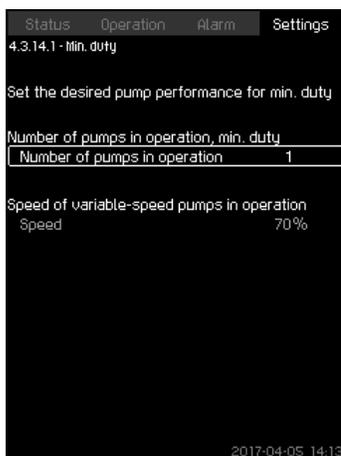 Status Operation Alarm Settings
4.3.14.1 - Min. duty
Set the desired pump performance for min. duty
Number of pumps in operation, min. duty
Number of pumps in operation 1
Speed of variable-speed pumps in operation
Speed 70%
2017-04-05 14:13